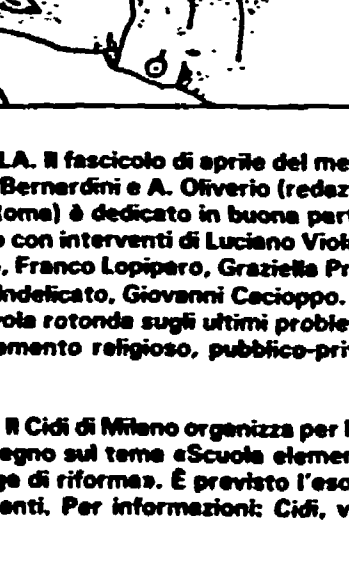 LA. Il fascicolo di aprile del me
Bernardini e A. Oliverio (redaz
Roma) è dedicato in buona part
o con interventi di Luciano Viol
, Franco Lopiparo, Graziella Pr
Indelicato, Giovanni Cacioppo.
vola rotonda sugli ultimi proble
amento religioso, pubblico-pri
Il Cidi di Milano organizza per l
egno sul tema «Scuola elemen
ge di riforma». È previsto l'eso
enti. Per informazioni: Cidi, v